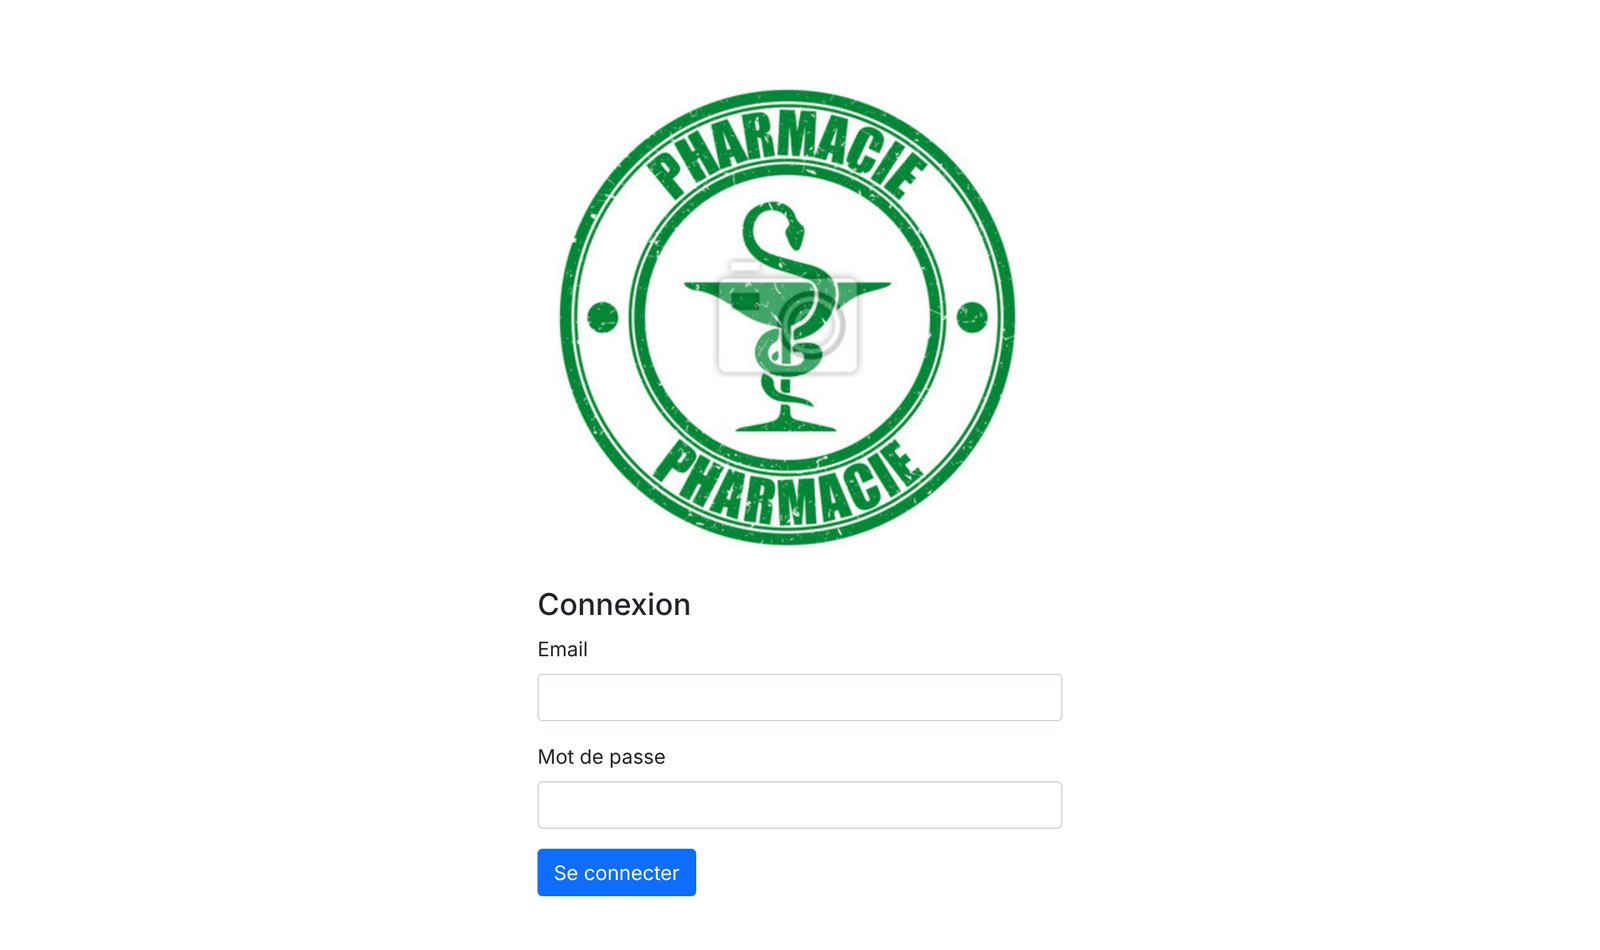 PHARMACIE
PHARMACIE
Connexion
Email
Mot de passe
Se connecter